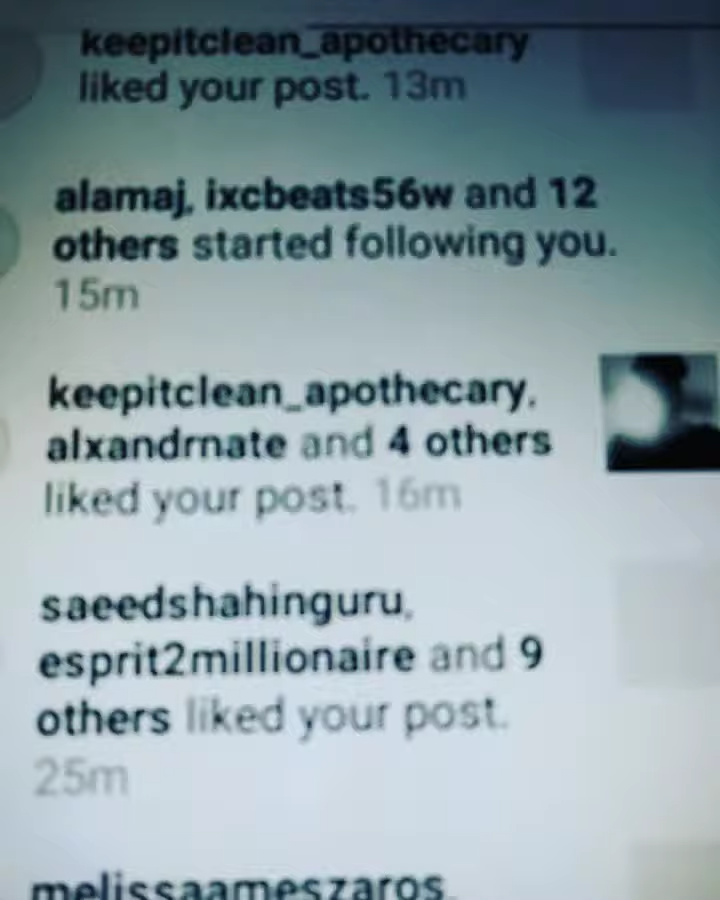 keepitclean_apothecary
liked your post. 13m
alamaj, ixcbeats56w and 12
others started following you.
15m
keepitclean_apothecary,
alxandrnate and 4 others
liked your post. 16m
saeedshahinguru,
esprit2millionaire and 9
others liked your post.
25m
melissaameszaros,